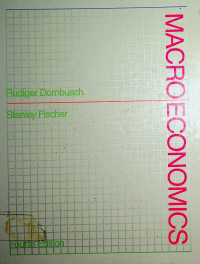 Rudiger Dornbusch
Stanley Fischer
MACROECONOMICS
Fourth Edition